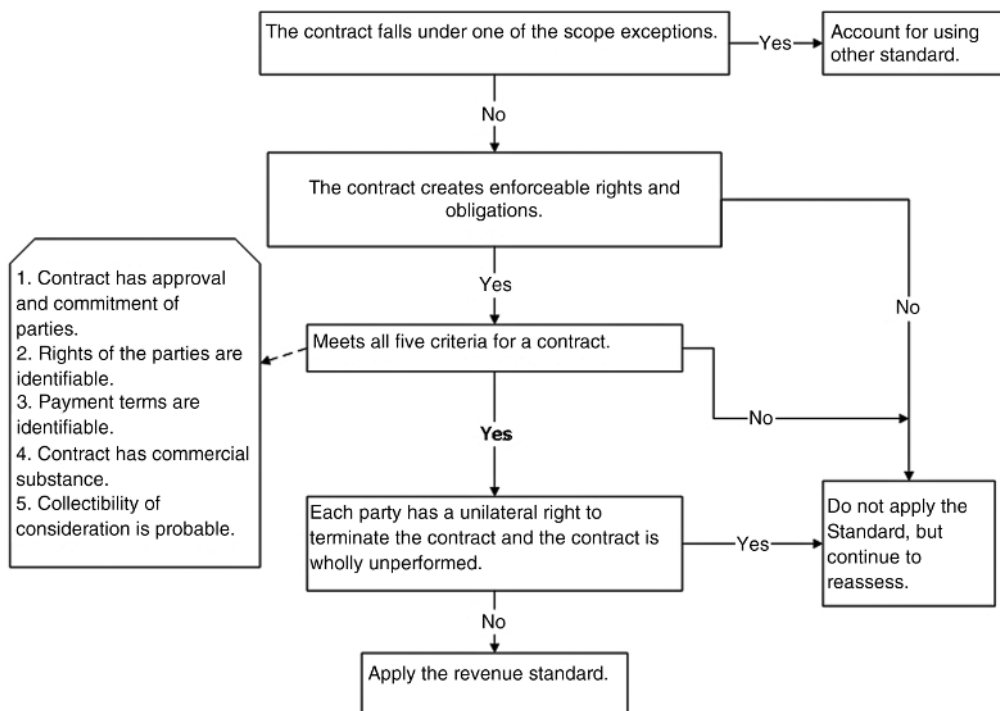 The contract falls under one of the scope exceptions.
Yes
Account for using
other standard.
No
The contract creates enforceable rights and
obligations.
Yes
No
1. Contract has approval
and commitment of
parties.
2. Rights of the parties are
identifiable.
3. Payment terms are
identifiable.
4. Contract has commercial
substance.
5. Collectibility of
consideration is probable.
Meets all five criteria for a contract.
No
Yes
Each party has a unilateral right to
terminate the contract and the contract is
wholly unperformed.
Yes
Do not apply the
Standard, but
continue to
reassess.
No
Apply the revenue standard.